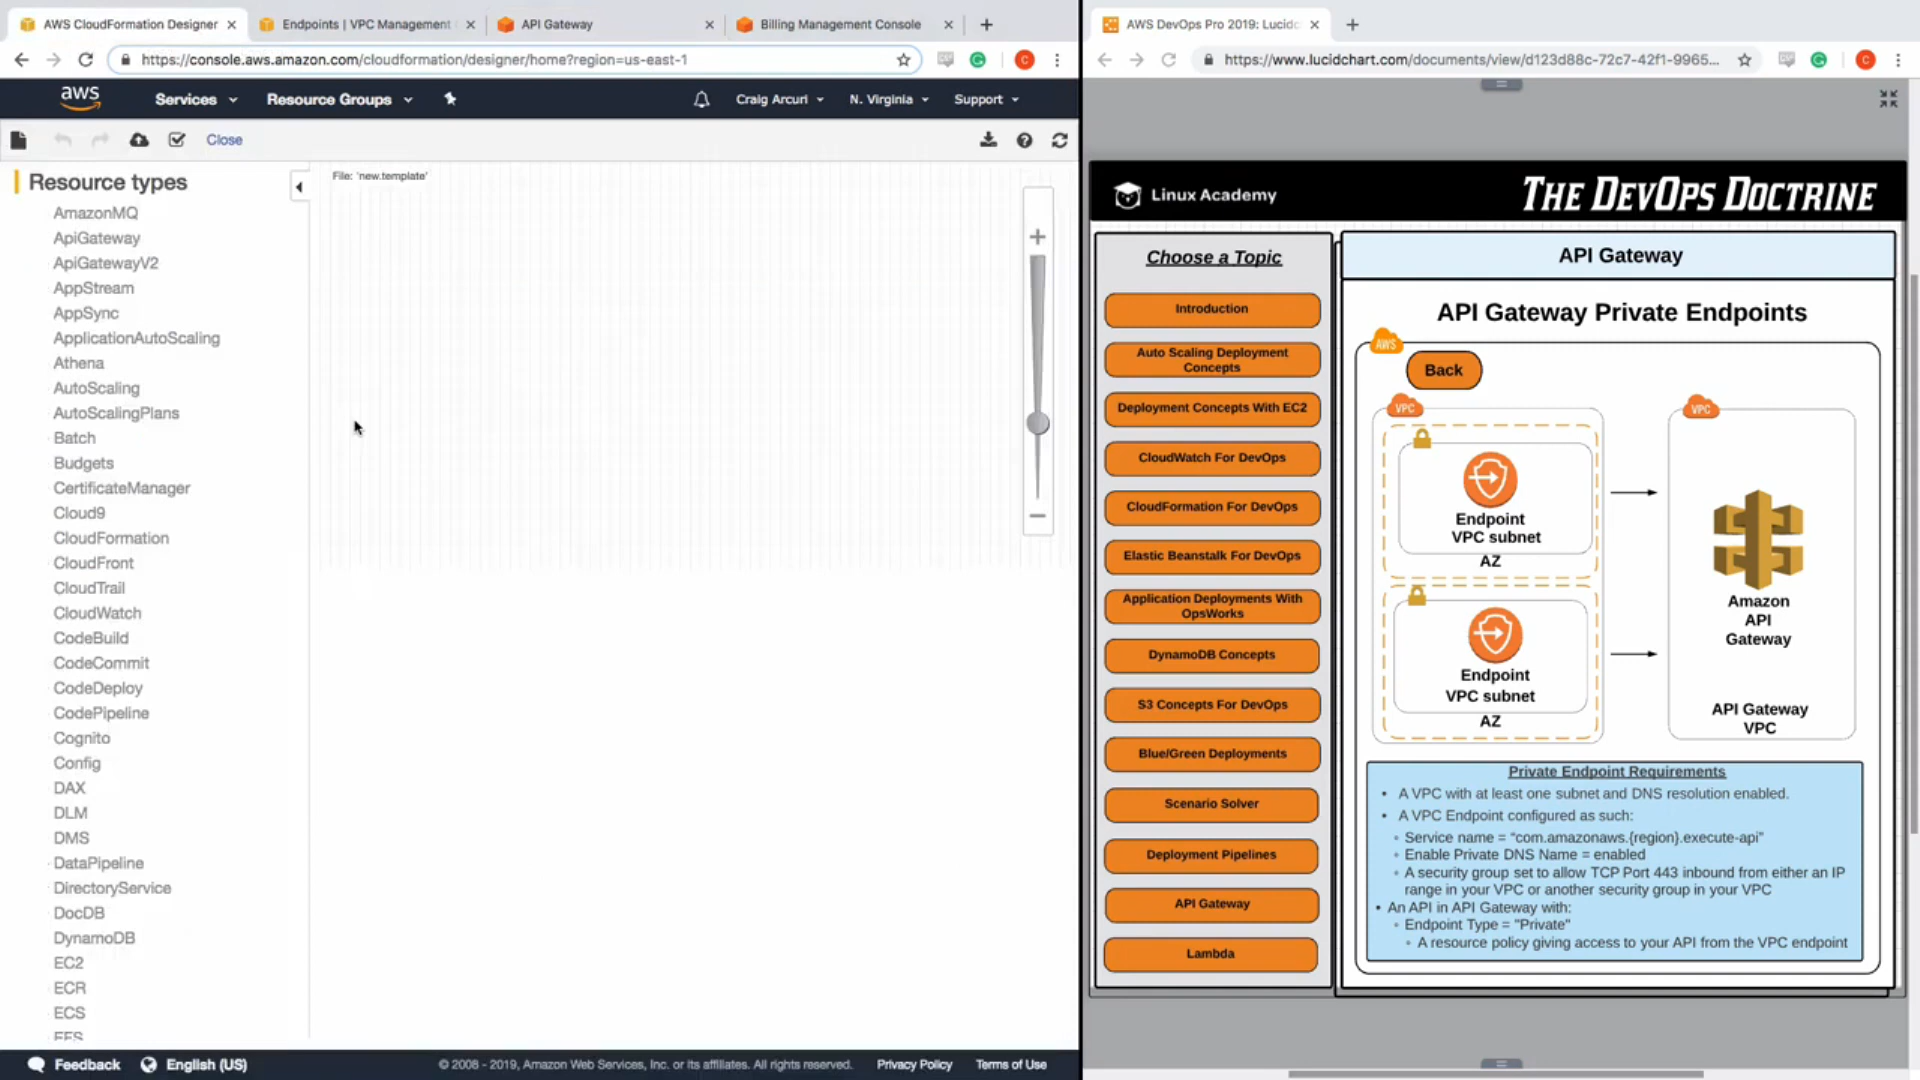 AWS CloudFormation Designer
Endpoints | VPC Management
API Gateway
Billing Management Console
https://console.aws.amazon.com/cloudformation/designer/home?region=us-east-1
C
aws
Services
Resource Groups
Craig Arcuri
N. Virginia
Support
Close
Resource types
File: 'new.template'
AmazonMQ
ApiGateway
ApiGatewayV2
AppStream
AppSync
ApplicationAutoScaling
Athena
AutoScaling
AutoScalingPlans
Batch
Budgets
CertificateManager
Cloud9
CloudFormation
CloudFront
CloudTrail
CloudWatch
CodeBuild
CodeCommit
CodeDeploy
CodePipeline
Cognito
Config
DAX
DLM
DMS
DataPipeline
DirectoryService
DocDB
DynamoDB
EC2
ECR
ECS
EFS
Feedback
English (US)
© 2008 - 2019, Amazon Web Services, Inc. or its affiliates. All rights reserved.
Privacy Policy
Terms of Use
AWS DevOps Pro 2019: Lucidc
https://www.lucidchart.com/documents/view/d123d88c-72c7-42f1-9965...
C
Linux Academy
THE DEVOPS DOCTRINE
Choose a Topic
Introduction
Auto Scaling Deployment
Concepts
Deployment Concepts With EC2
CloudWatch For DevOps
CloudFormation For DevOps
Elastic Beanstalk For DevOps
Application Deployments With
OpsWorks
DynamoDB Concepts
S3 Concepts For DevOps
Blue/Green Deployments
Scenario Solver
Deployment Pipelines
API Gateway
Lambda
API Gateway
API Gateway Private Endpoints
AWS
Back
VPC
Endpoint
VPC subnet
AZ
Endpoint
VPC subnet
AZ
VPC
Amazon
API
Gateway
API Gateway
VPC
Private Endpoint Requirements
• A VPC with at least one subnet and DNS resolution enabled.
• A VPC Endpoint configured as such:
◦ Service name = “com.amazonaws.{region}.execute-api”
◦ Enable Private DNS Name = enabled
◦ A security group set to allow TCP Port 443 inbound from either an IP
range in your VPC or another security group in your VPC
• An API in API Gateway with:
◦ Endpoint Type = "Private"
◦ A resource policy giving access to your API from the VPC endpoint